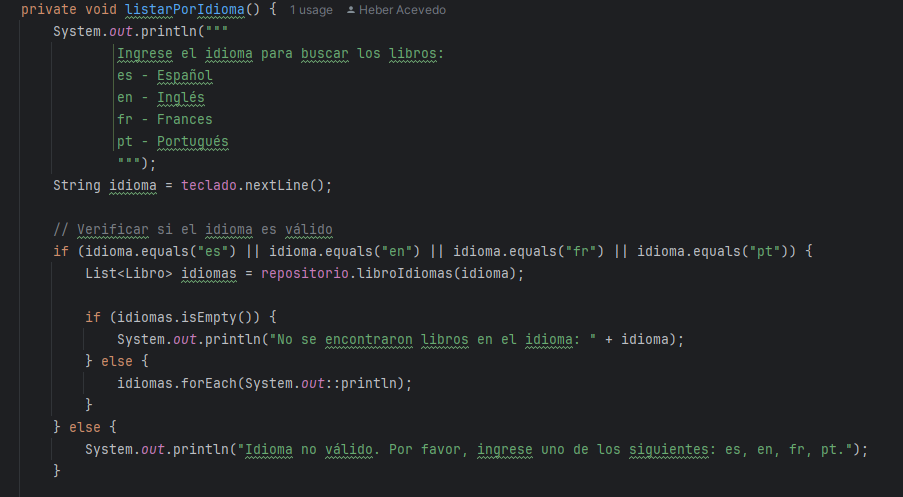 private void listarPorIdioma() {  1 usage  Heber Acevedo
    System.out.println("""
            Ingrese el idioma para buscar los libros:
            es - Español
            en - Inglés
            fr - Frances
            pt - Portugués
            """);
    String idioma = teclado.nextLine();

    // Verificar si el idioma es válido
    if (idioma.equals("es") || idioma.equals("en") || idioma.equals("fr") || idioma.equals("pt")) {
        List<Libro> idiomas = repositorio.libroIdiomas(idioma);

        if (idiomas.isEmpty()) {
            System.out.println("No se encontraron libros en el idioma: " + idioma);
        } else {
            idiomas.forEach(System.out::println);
        }
    } else {
        System.out.println("Idioma no válido. Por favor, ingrese uno de los siguientes: es, en, fr, pt.");
    }